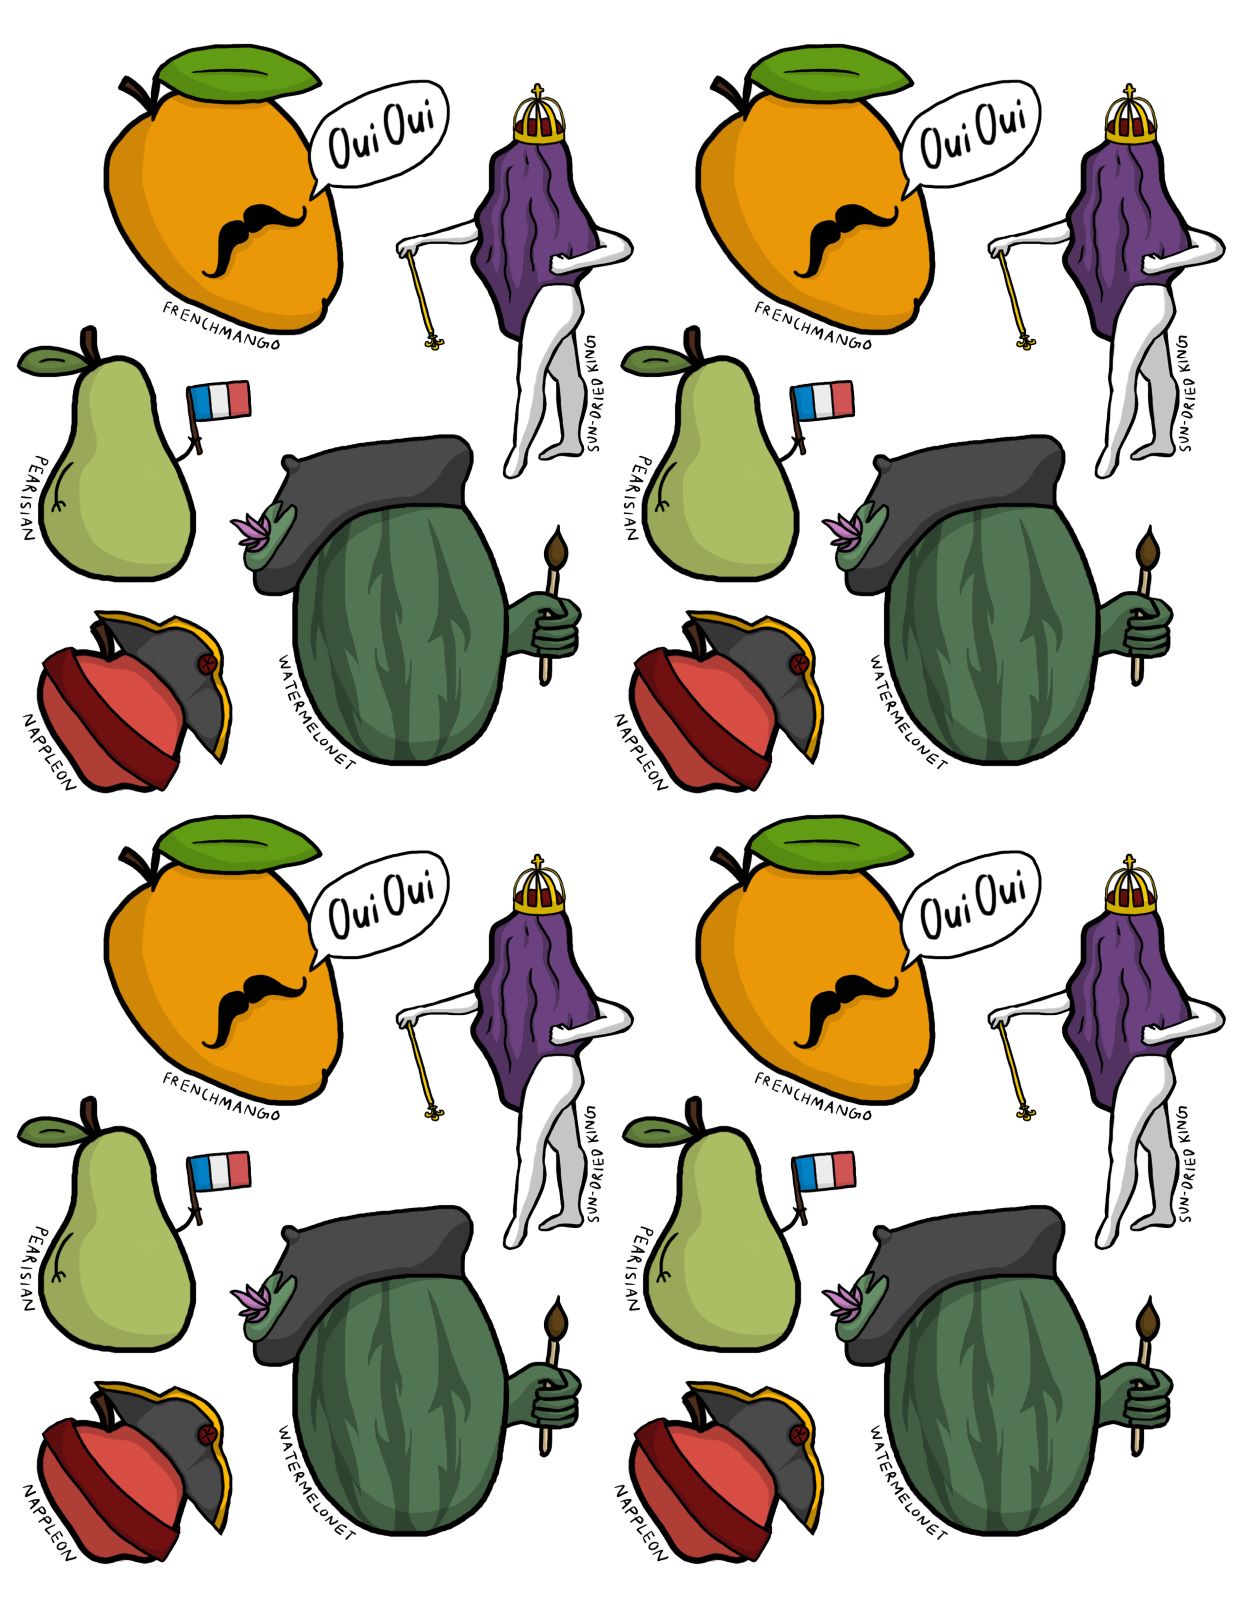 Oui Oui
FRENCHMANGO
SUN-DRIED KING
PEARISIAN
WATERMELONET
NAPPLEON
Oui Oui
FRENCHMANGO
SUN-DRIED KING
PEARISIAN
WATERMELONET
NAPPLEON
Oui Oui
FRENCHMANGO
SUN-DRIED KING
PEARISIAN
WATERMELONET
NAPPLEON
Oui Oui
FRENCHMANGO
SUN-DRIED KING
PEARISIAN
WATERMELONET
NAPPLEON